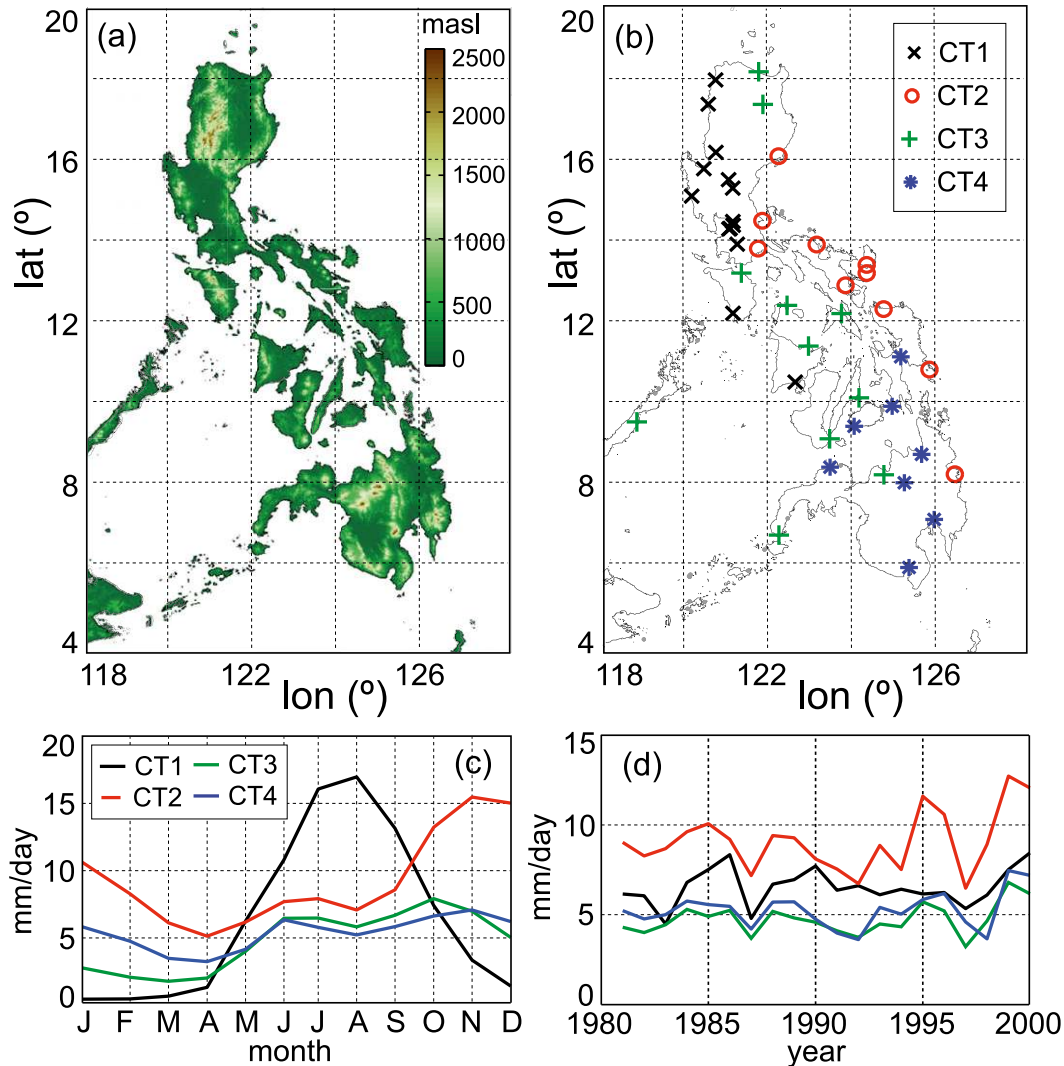 (a)
masl
2500
2000
1500
1000
500
0
20
16
12
8
4
lat (º)
118
122
126
lon (º)
(b)
CT1
CT2
CT3
CT4
20
16
12
8
4
lat (º)
118
122
126
lon (º)
(c)
CT1
CT3
CT2
CT4
20
15
10
5
0
mm/day
J F M A M J J A S O N D
month
(d)
15
10
5
0
mm/day
1980 1985 1990 1995 2000
year